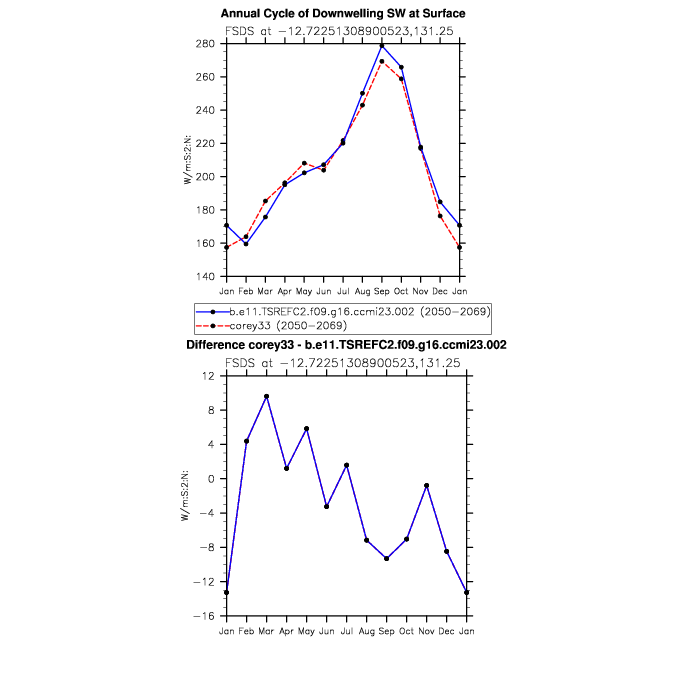 Annual Cycle of Downwelling SW at Surface
FSDS at −12.72251308900523,131.25
280
260
240
220
200
180
160
140
W/m:S:2:N:
Jan Feb Mar Apr May Jun Jul Aug Sep Oct Nov Dec Jan
b.e11.TSREFC2.f09.g16.ccmi23.002 (2050−2069)
corey33 (2050−2069)
Difference corey33 - b.e11.TSREFC2.f09.g16.ccmi23.002
FSDS at −12.72251308900523,131.25
12
8
4
0
−4
−8
−12
−16
W/m:S:2:N:
Jan Feb Mar Apr May Jun Jul Aug Sep Oct Nov Dec Jan